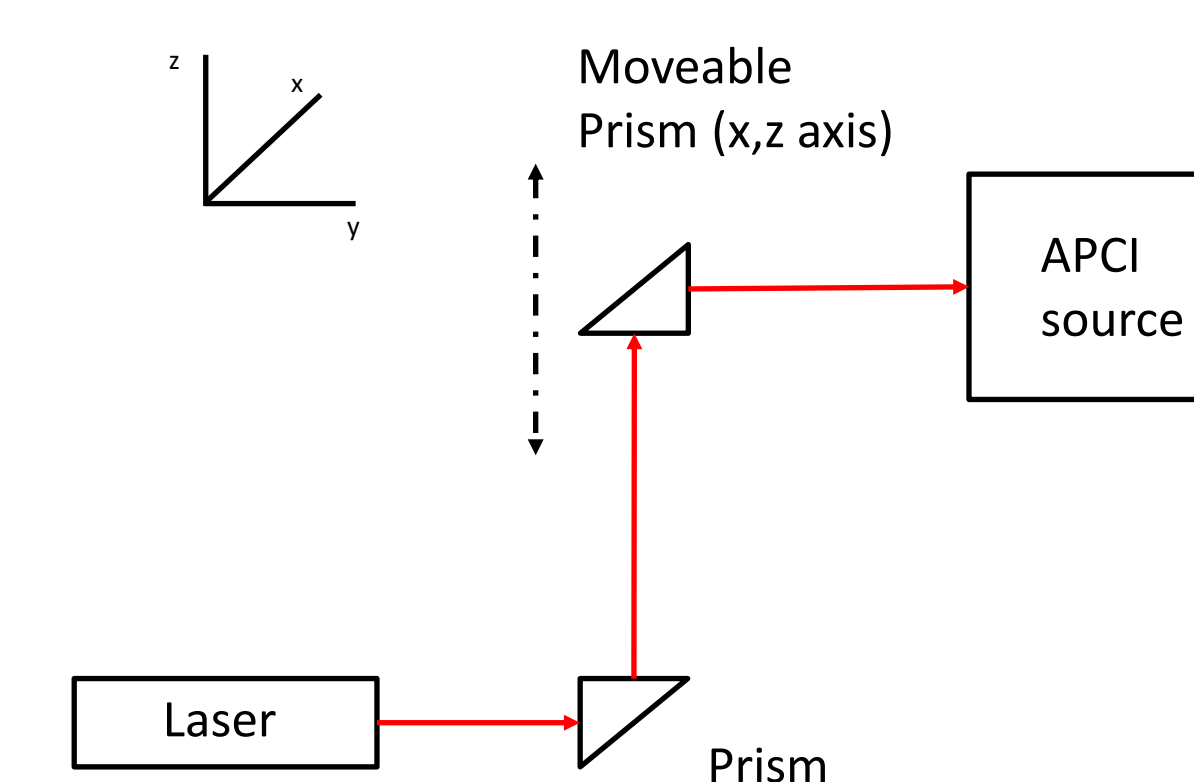 z
x
y
Moveable
Prism (x,z axis)
APCI
source
Laser
Prism